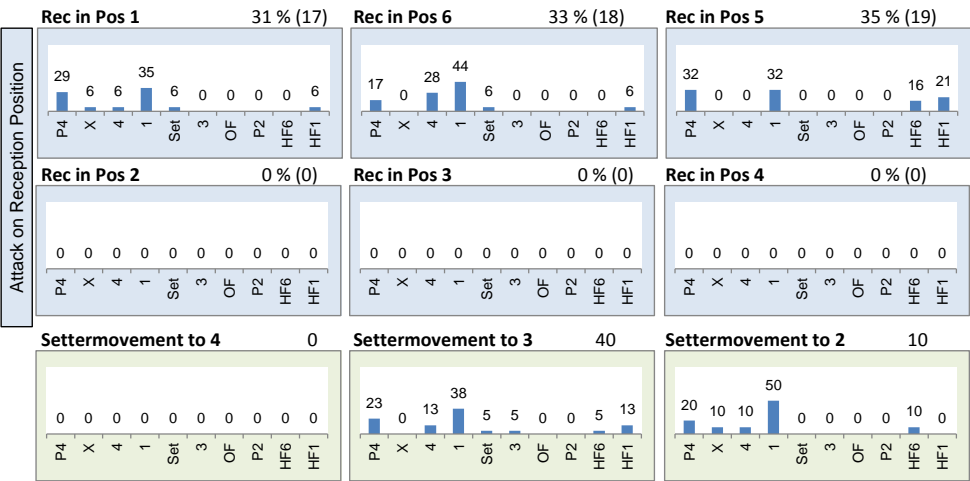 Attack on Reception Position
Rec in Pos 1 31 % (17)
29 6 6 35 6 0 0 0 0 6
P4 X 4 1 Set 3 OF P2 HF6 HF1
Rec in Pos 6 33 % (18)
17 0 28 44 6 0 0 0 0 6
P4 X 4 1 Set 3 OF P2 HF6 HF1
Rec in Pos 5 35 % (19)
32 0 0 32 0 0 0 0 16 21
P4 X 4 1 Set 3 OF P2 HF6 HF1
Rec in Pos 2 0 % (0)
0 0 0 0 0 0 0 0 0 0
P4 X 4 1 Set 3 OF P2 HF6 HF1
Rec in Pos 3 0 % (0)
0 0 0 0 0 0 0 0 0 0
P4 X 4 1 Set 3 OF P2 HF6 HF1
Rec in Pos 4 0 % (0)
0 0 0 0 0 0 0 0 0 0
P4 X 4 1 Set 3 OF P2 HF6 HF1
Settermovement to 4 0
0 0 0 0 0 0 0 0 0 0
P4 X 4 1 Set 3 OF P2 HF6 HF1
Settermovement to 3 40
23 0 13 38 5 5 0 0 5 13
P4 X 4 1 Set 3 OF P2 HF6 HF1
Settermovement to 2 10
20 10 10 50 0 0 0 0 10 0
P4 X 4 1 Set 3 OF P2 HF6 HF1